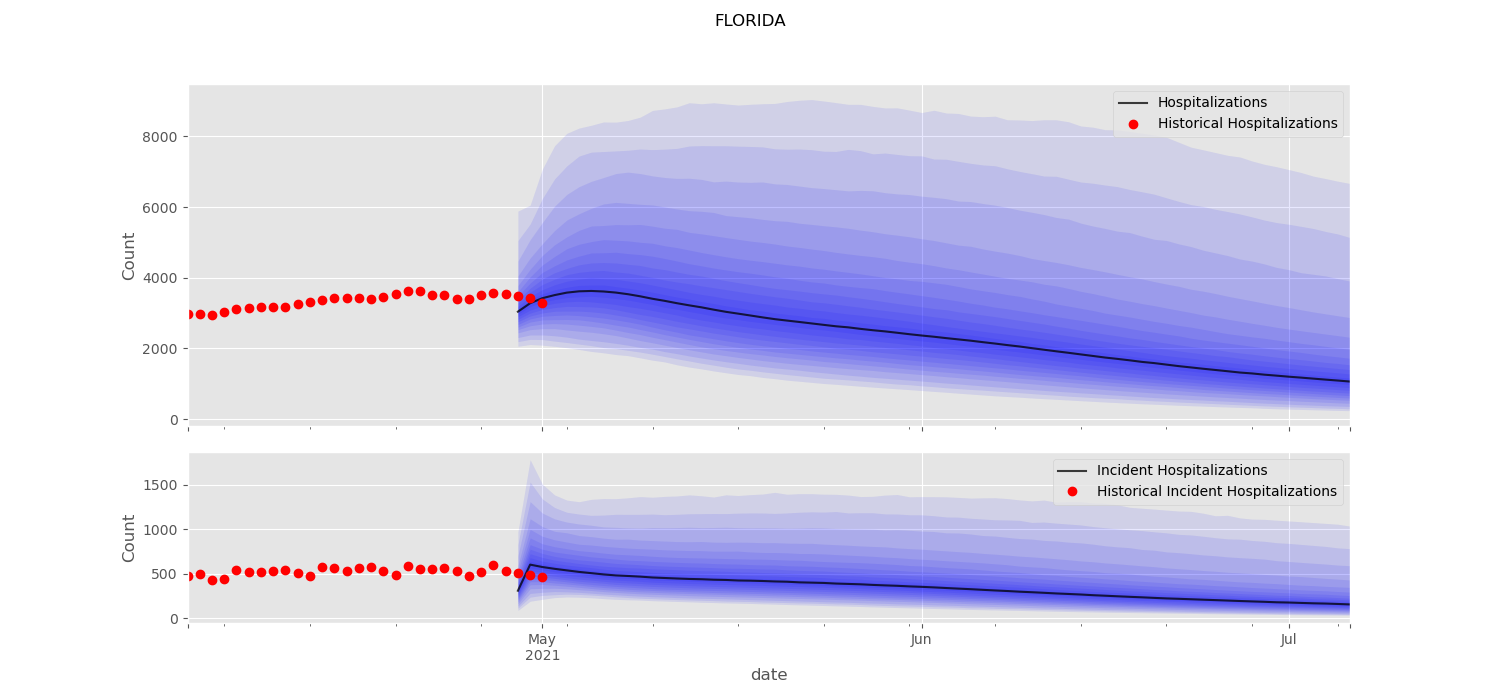 FLORIDA
Hospitalizations
Historical Hospitalizations
Count
8000
6000
4000
2000
0
Incident Hospitalizations
Historical Incident Hospitalizations
Count
1500
1000
500
0
May
2021
Jun
Jul
date